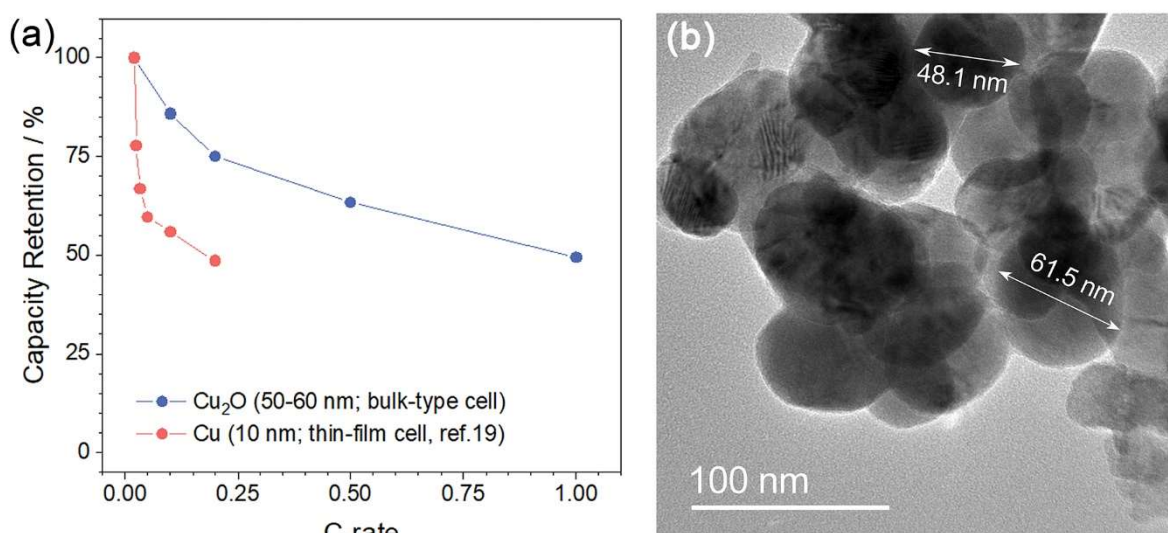 (a)
Capacity Retention / %
100
75
50
25
0
Cu₂O (50-60 nm; bulk-type cell)
Cu (10 nm; thin-film cell, ref.19)
0.00 0.25 0.50 0.75 1.00
C-rate
(b)
48.1 nm
61.5 nm
100 nm